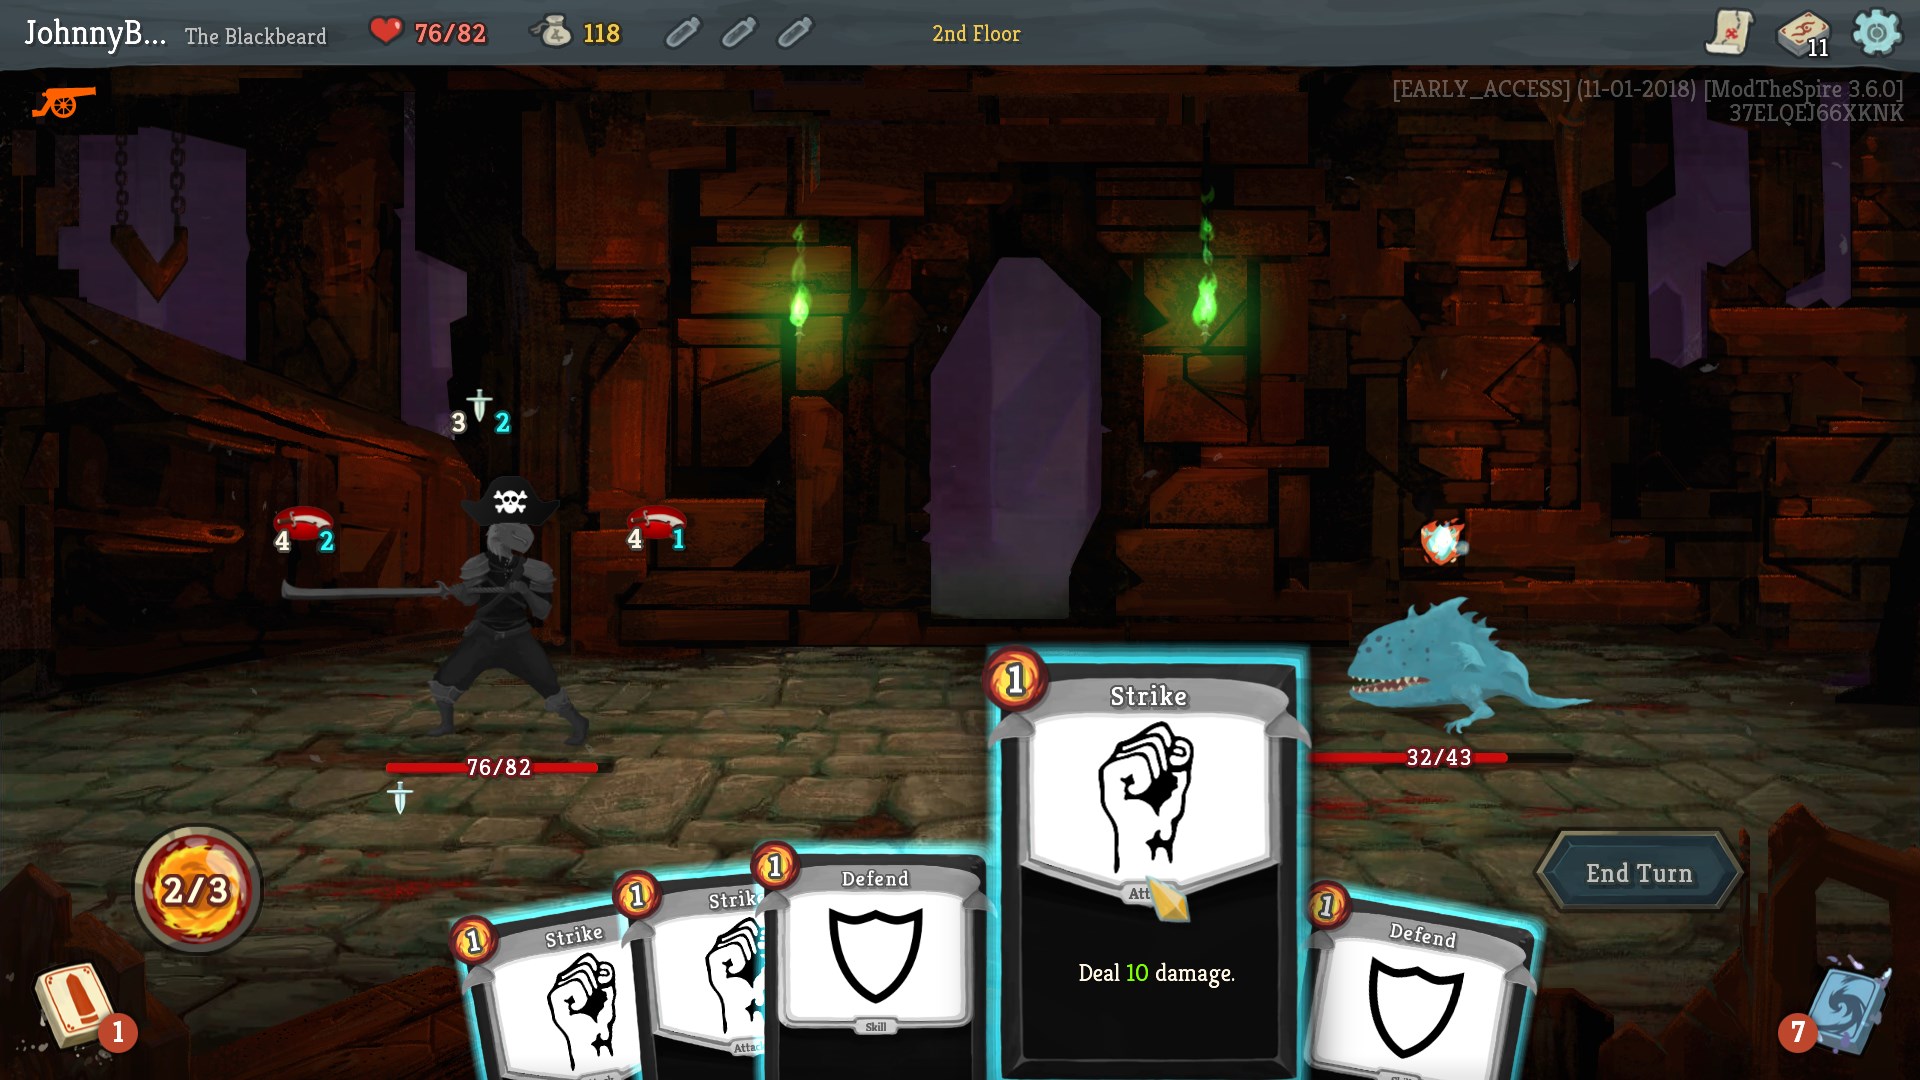 JohnnyB... The Blackbeard 76/82 118 2nd Floor 11
[EARLY_ACCESS] (11-01-2018) [ModTheSpire 3.6.0]
37ELQEJ66XKNK
3 2
4 2
4 1
76/82
32/43
2/3
1 Strike
1 Strik
1 Defend
Skill
1 Strike
Att
Deal 10 damage.
1 Defend
End Turn
1
7